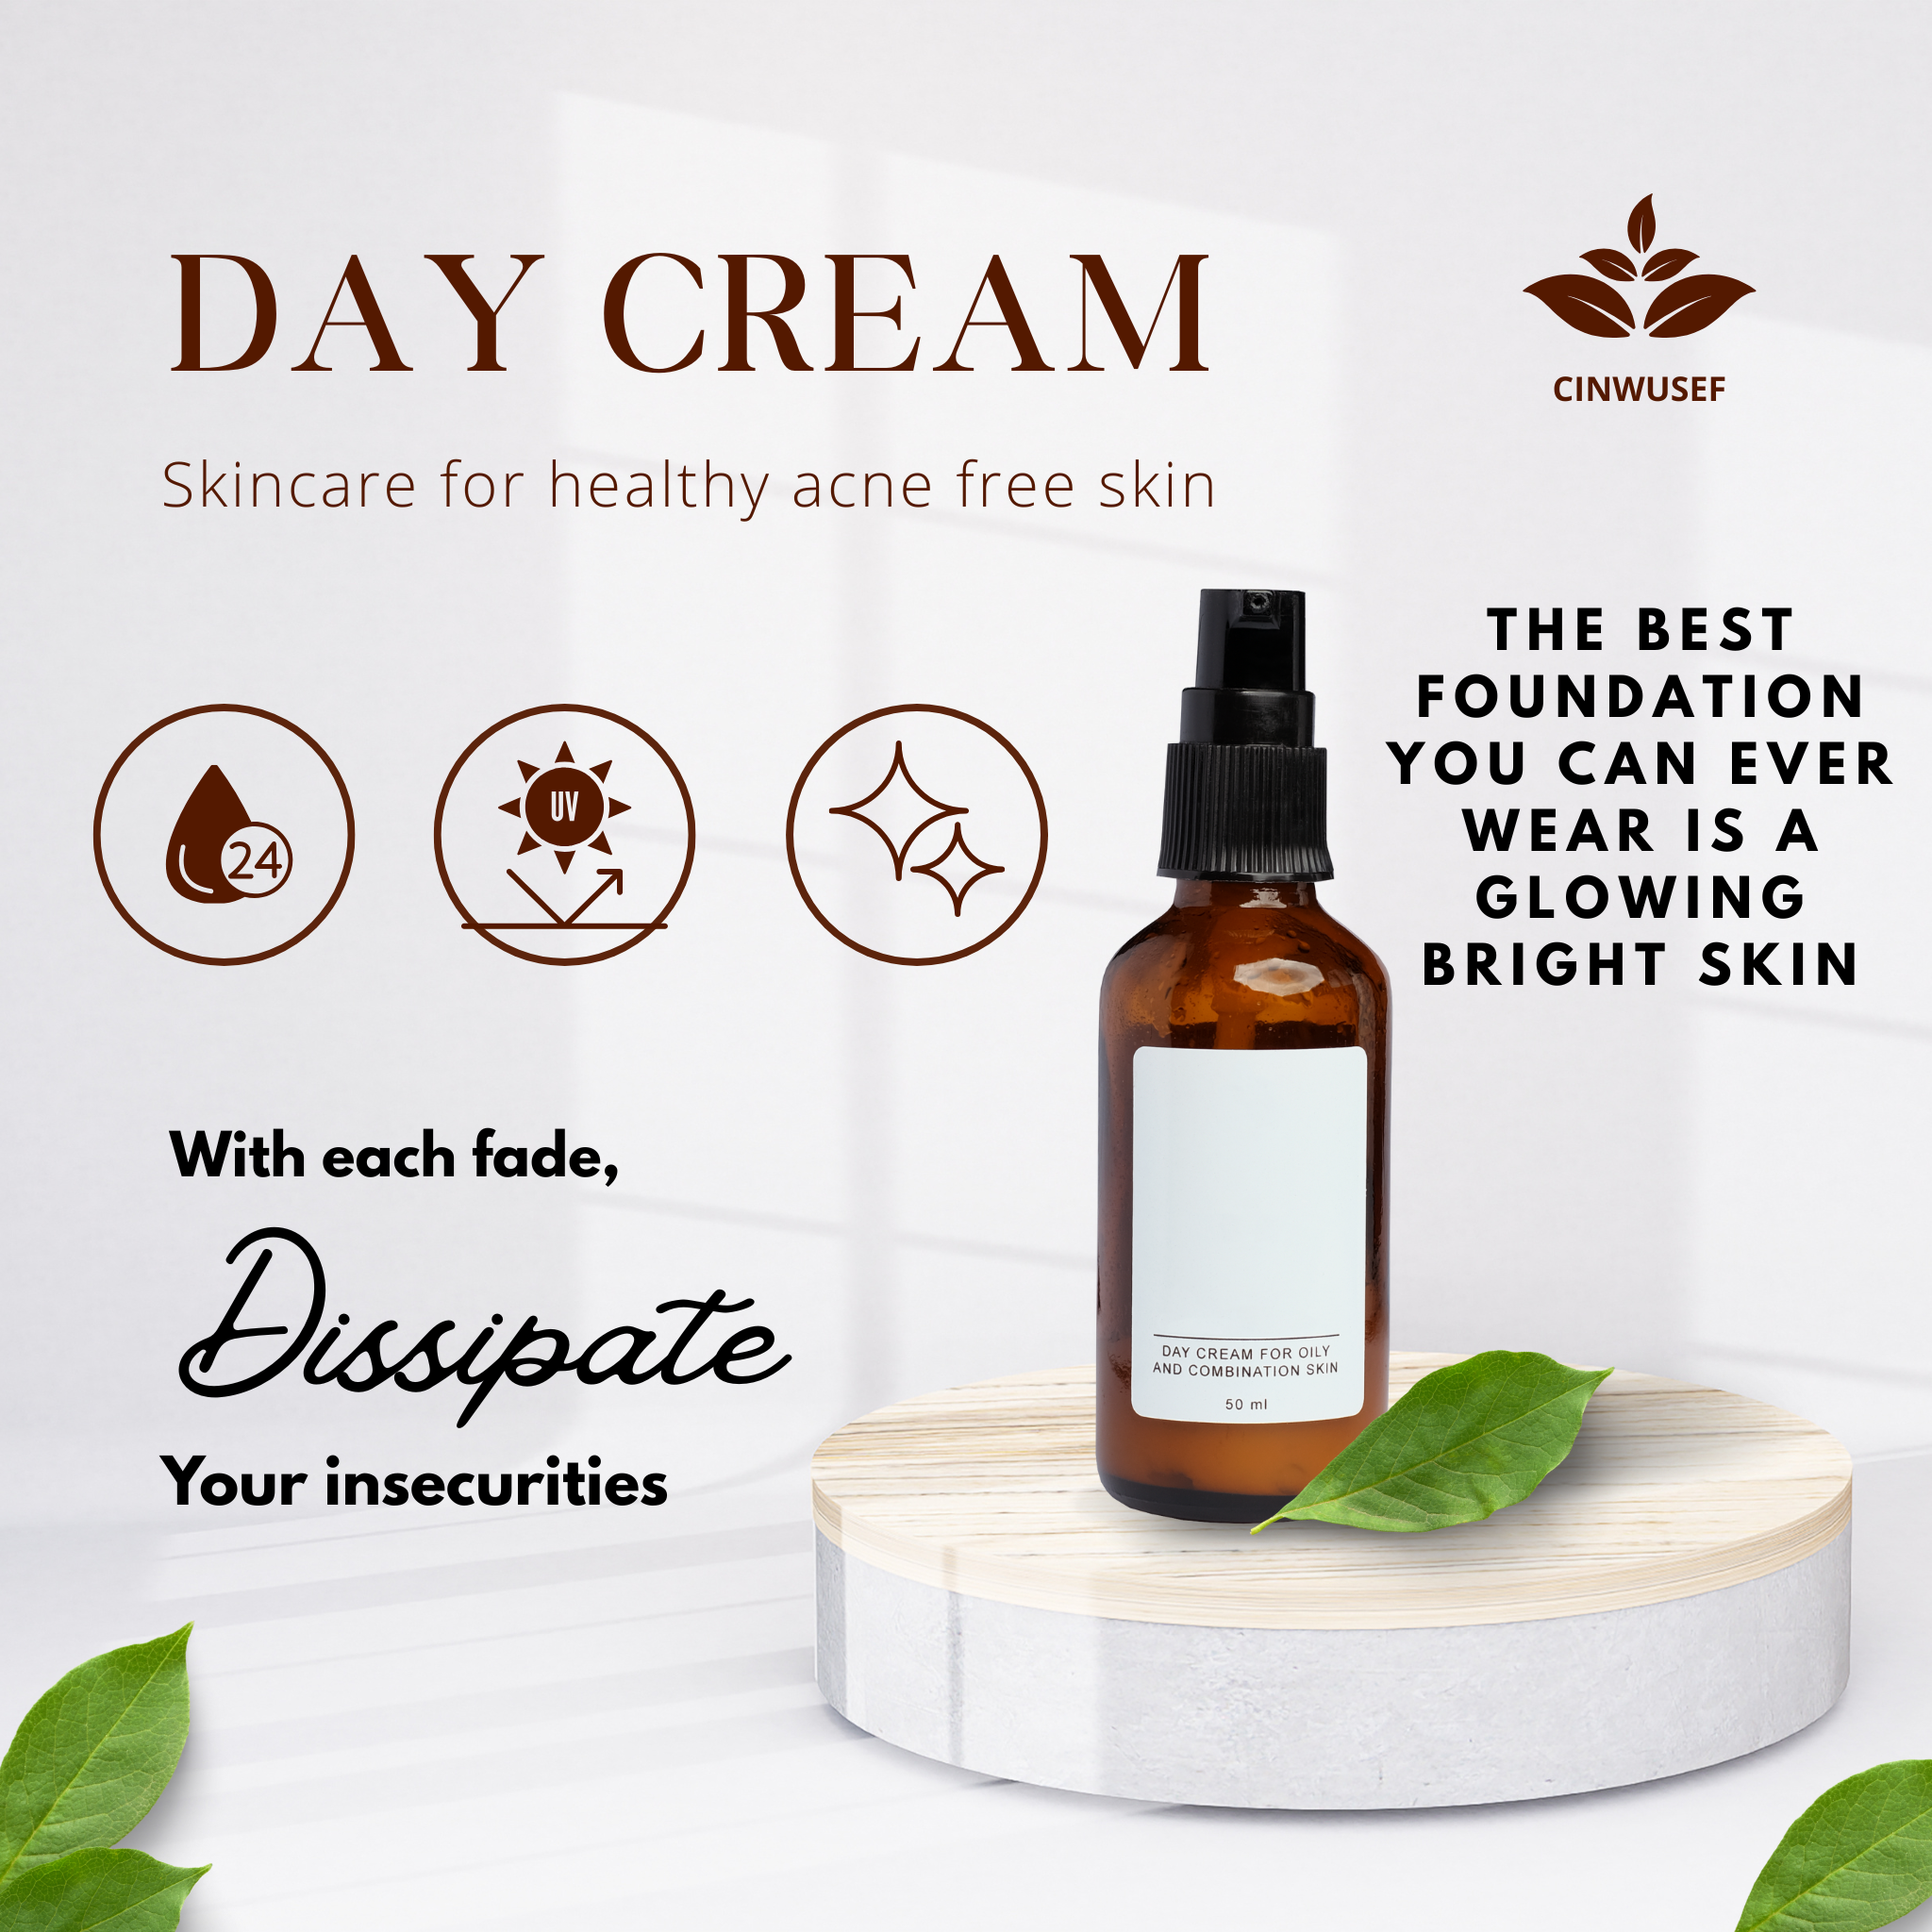 DAY CREAM
CINWUSEF
Skincare for healthy acne free skin
THE BEST
FOUNDATION
YOU CAN EVER
WEAR IS A
GLOWING
BRIGHT SKIN
24
UV
With each fade,
Dissipate
Your insecurities
DAY CREAM FOR OILY
AND COMBINATION SKIN
50 ml